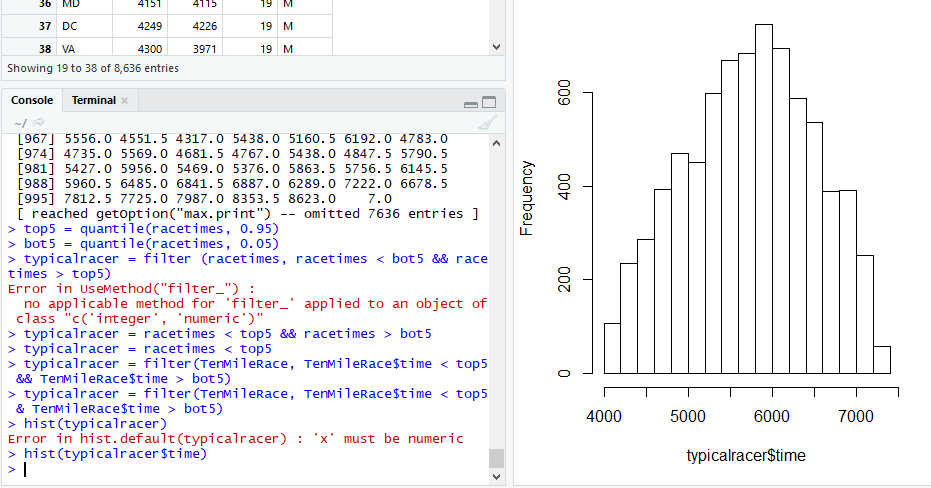 36 MD 4151 4115 19 M
37 DC 4249 4226 19 M
38 VA 4300 3971 19 M
Showing 19 to 38 of 8,636 entries
Console Terminal ×
~/
[967] 5556.0 4551.5 4317.0 5438.0 5160.5 6192.0 4783.0
[974] 4735.0 5569.0 4681.5 4767.0 5438.0 4847.5 5790.5
[981] 5427.0 5956.0 5469.0 5376.0 5863.5 5756.5 6145.5
[988] 5960.5 6485.0 6841.5 6887.0 6289.0 7222.0 6678.5
[995] 7812.5 7725.0 7987.0 8353.5 8623.0 7.0
[ reached getOption("max.print") -- omitted 7636 entries ]
> top5 = quantile(racetimes, 0.95)
> bot5 = quantile(racetimes, 0.05)
> typicalracer = filter (racetimes, racetimes < bot5 && race
times > top5)
Error in UseMethod("filter_") :
no applicable method for 'filter_' applied to an object of
class "c('integer', 'numeric')"
> typicalracer = racetimes < top5 && racetimes > bot5
> typicalracer = racetimes < top5
> typicalracer = filter(TenMileRace, TenMileRace$time < top5
&& TenMileRace$time > bot5)
> typicalracer = filter(TenMileRace, TenMileRace$time < top5
& TenMileRace$time > bot5)
> hist(typicalracer)
Error in hist.default(typicalracer) : 'x' must be numeric
> hist(typicalracer$time)
>
Frequency
600
400
200
0
4000 5000 6000 7000
typicalracer$time